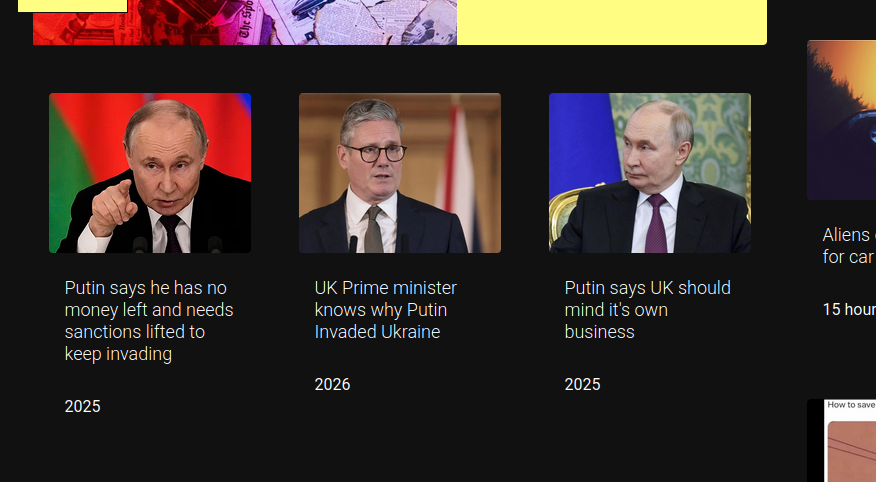 The Spo
Putin says he has no
money left and needs
sanctions lifted to
keep invading
2025
UK Prime minister
knows why Putin
Invaded Ukraine
2026
Putin says UK should
mind it's own
business
2025
Aliens
for car
15 hour
How to save